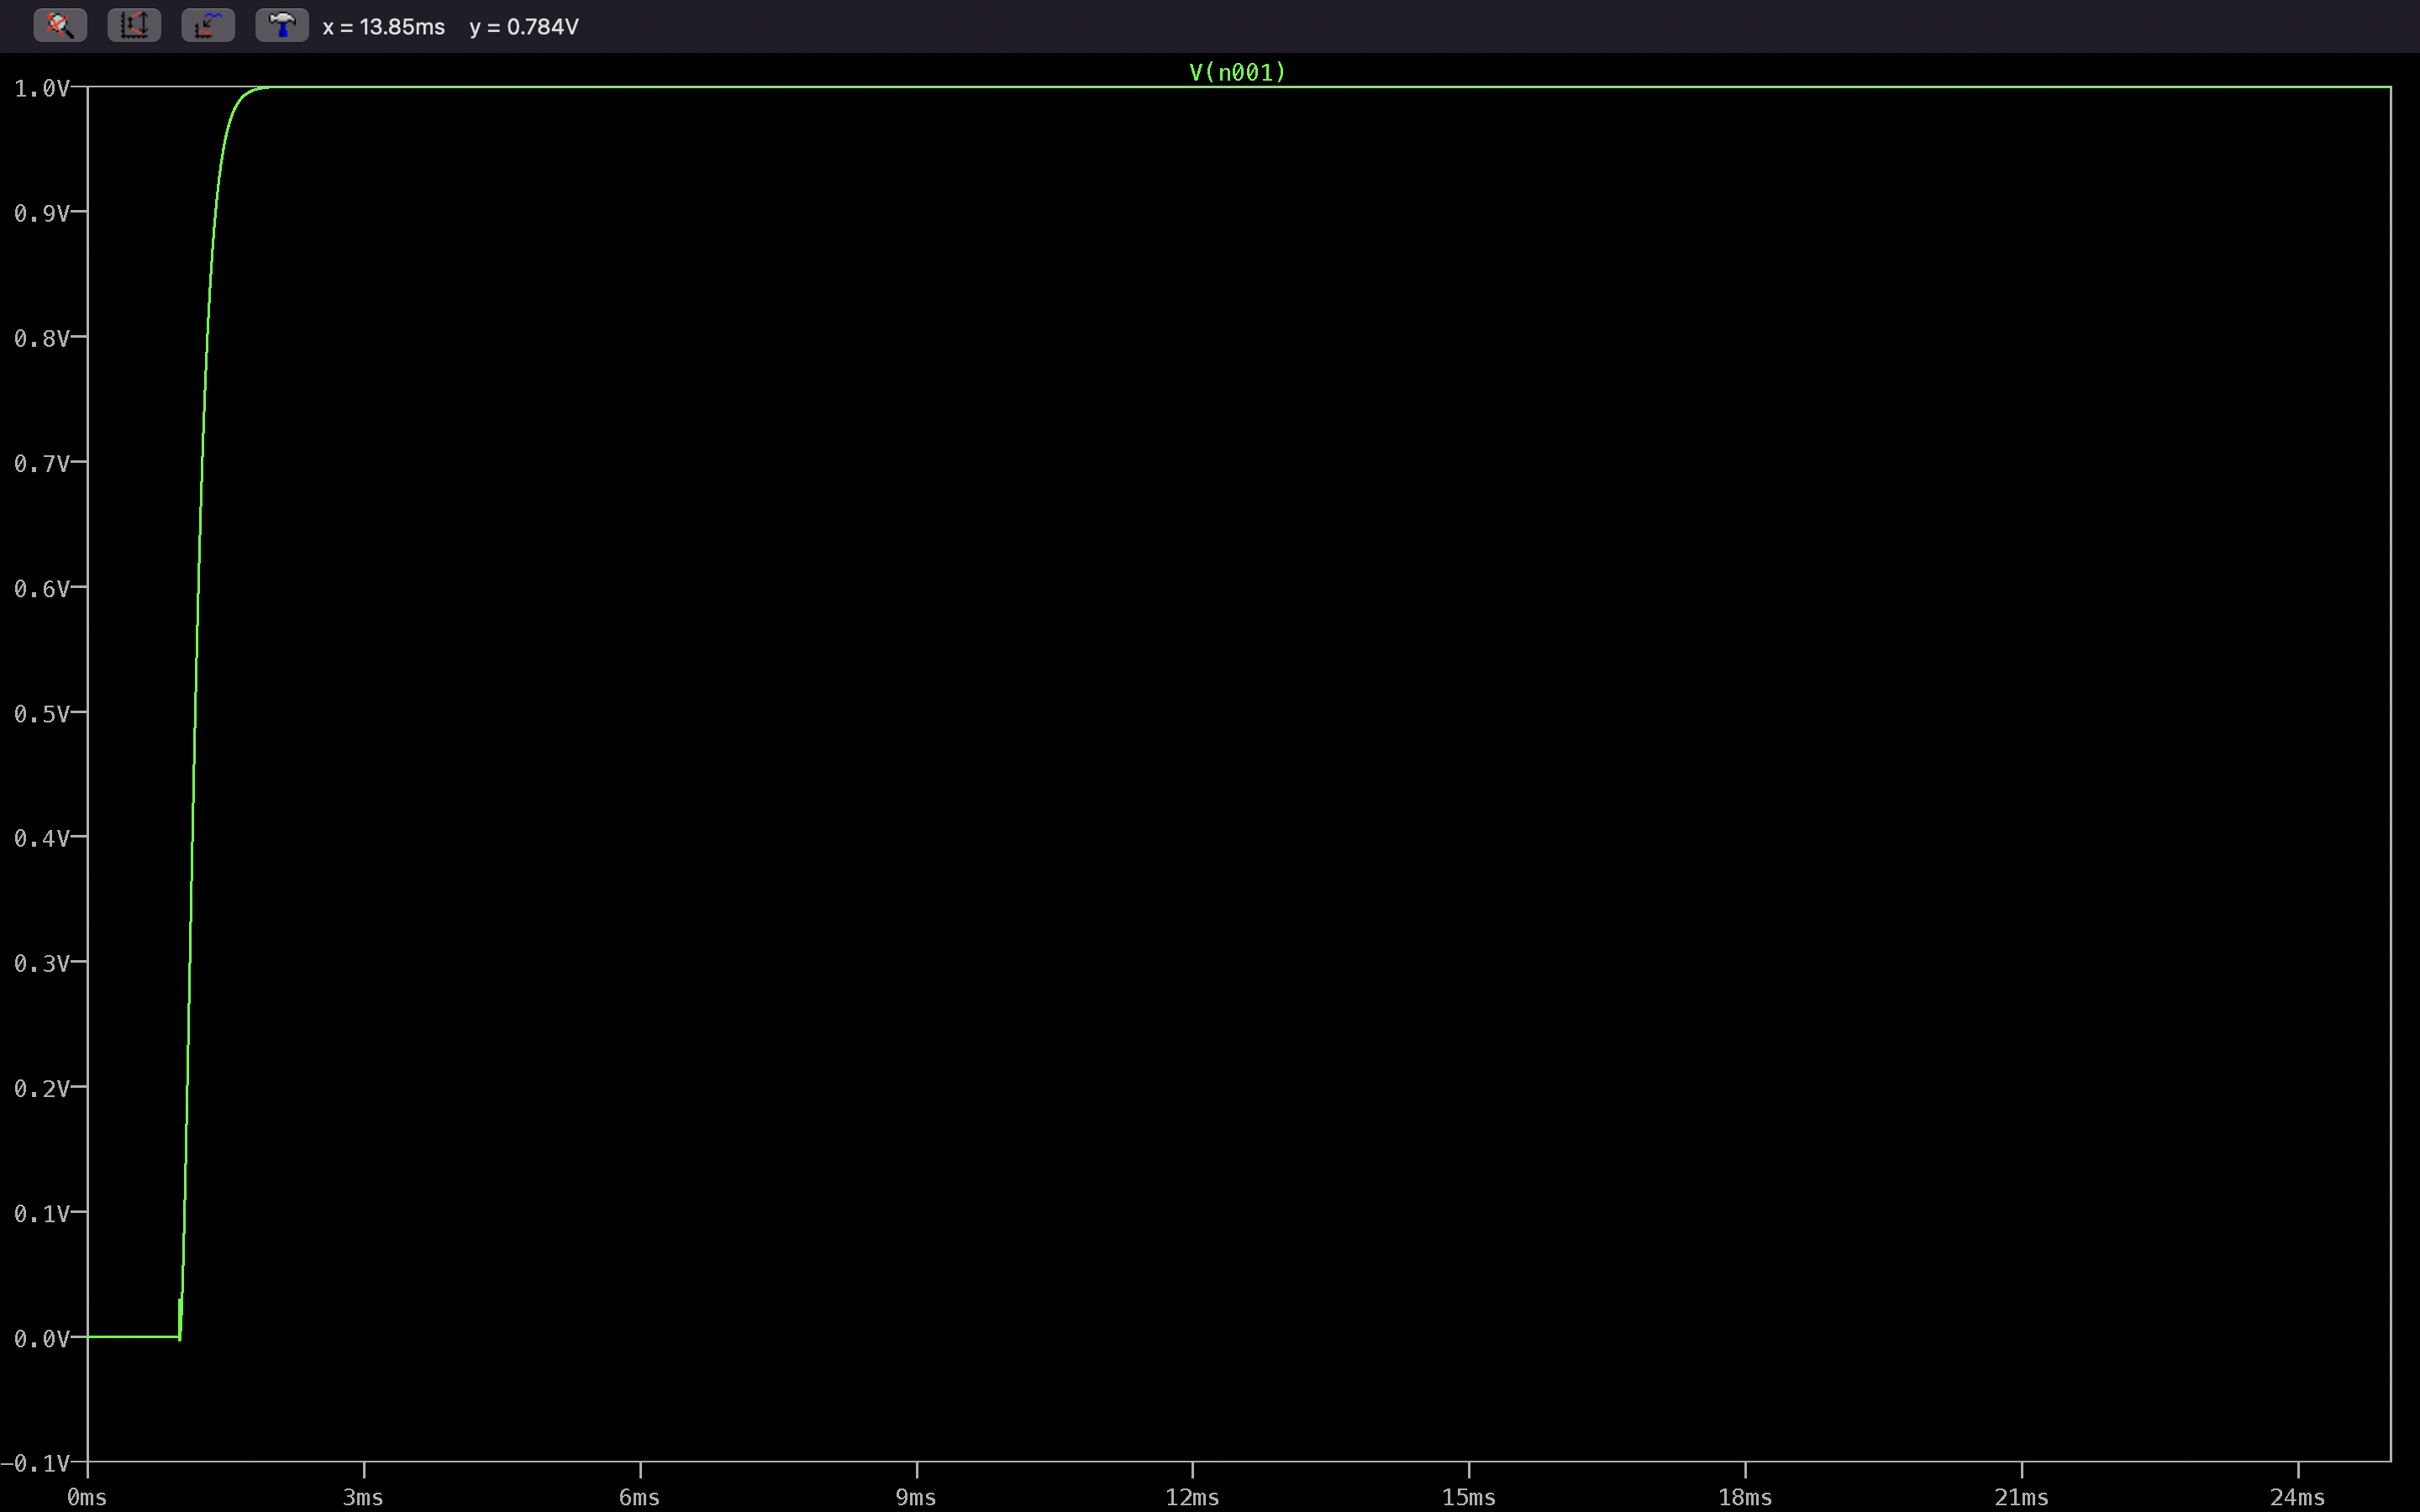 x = 13.85ms y = 0.784V
V(n001)
1.0V
0.9V
0.8V
0.7V
0.6V
0.5V
0.4V
0.3V
0.2V
0.1V
0.0V
-0.1V
0ms 3ms 6ms 9ms 12ms 15ms 18ms 21ms 24ms